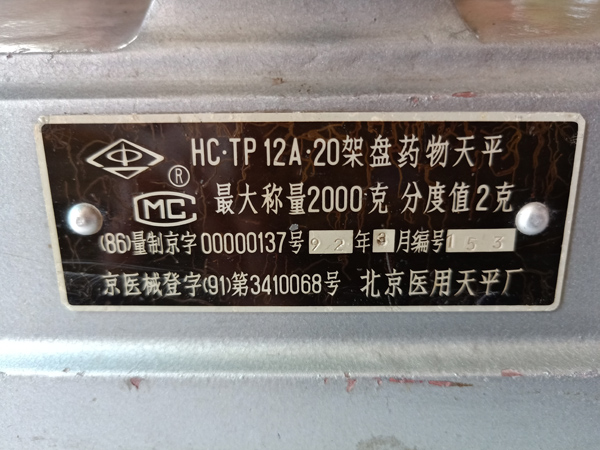 HC·TP12A·20架盘药物天平
®
MC 最大称量2000克 分度值2克
(86)量制京字00000137号 92年3月编号153
京医械登字(91)第3410068号 北京医用天平厂